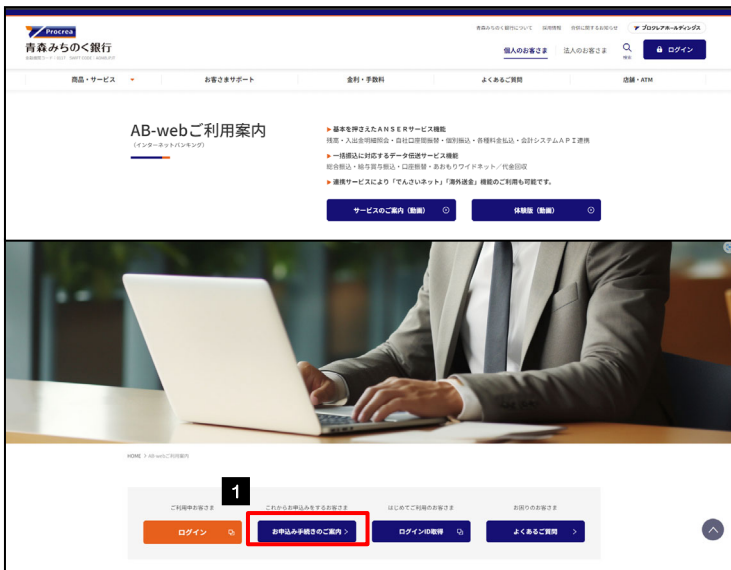 青森みちのく銀行について 採用情報 プロクレアホールディングス
Procrea
青森みちのく銀行
個人のお客さま 法人のお客さま 検索 ログイン
商品・サービス お客さまサポート 金利・手数料 よくあるご質問 店舗・ATM
AB-webご利用案内
(インターネットバンキング)
基本を押さえたANSERサービス機能
残高・入出金明細照会・自社口座間振替・個別振込・各種料金払込・会計システムAPI連携
一括振込に対応するデータ伝送サービス機能
総合振込・給与賞与振込・口座振替・あおもりワイドネット/代金回収
連携サービスにより「でんさいネット」「海外送金」機能のご利用も可能です。
サービスのご案内(動画) 体験版(動画)
HOME > AB-webご利用案内
1
ご利用中お客さま これからお申込みをするお客さま はじめてご利用のお客さま お困りのお客さま
ログイン お申込み手続きのご案内 > ログインID取得 よくあるご質問 >